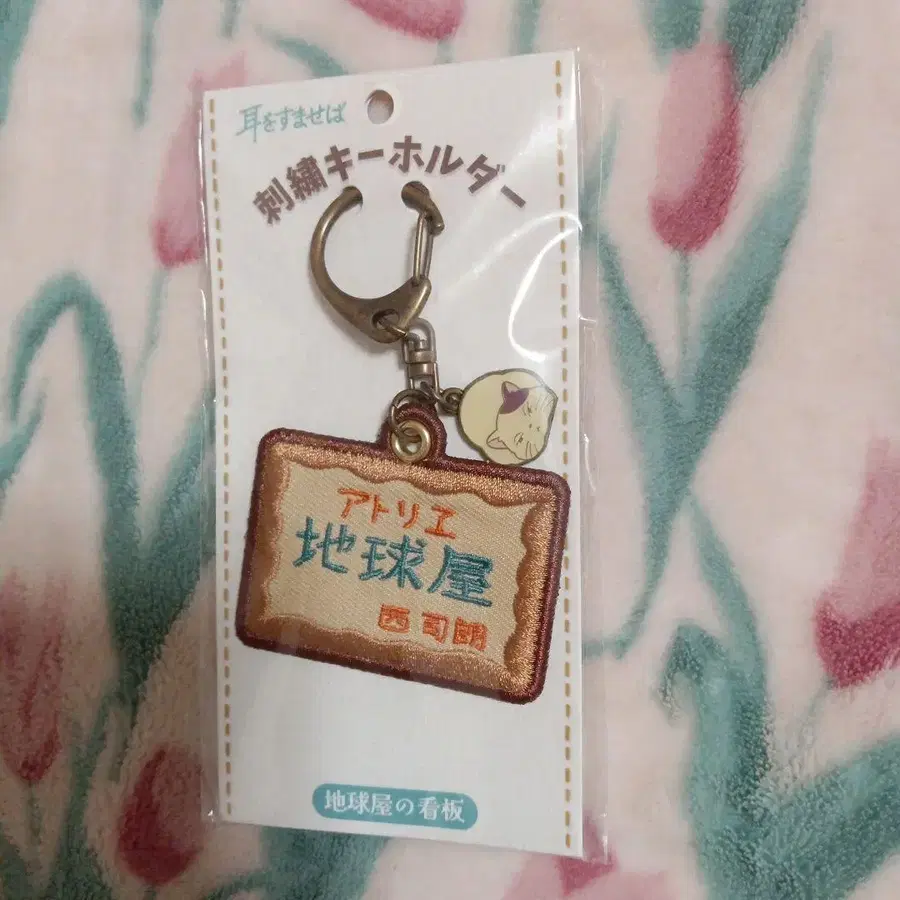 耳をすませば
刺繍キーホルダー
アトリエ
地球屋
西司朗
地球屋の看板